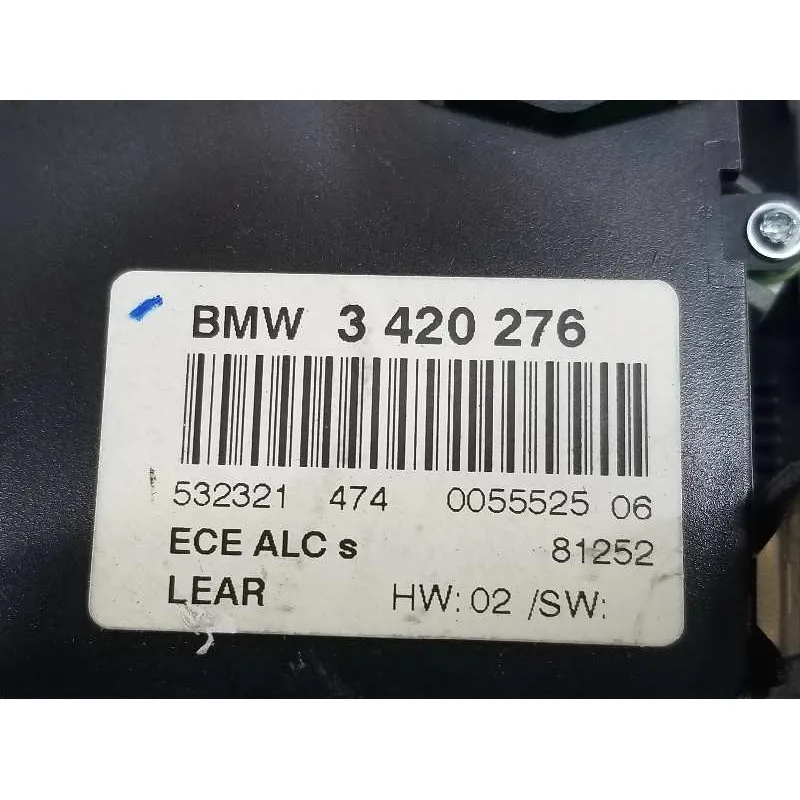 BMW 3 420 276
532321 474 0055525 06
ECE ALC s 81252
LEAR HW: 02 /SW: